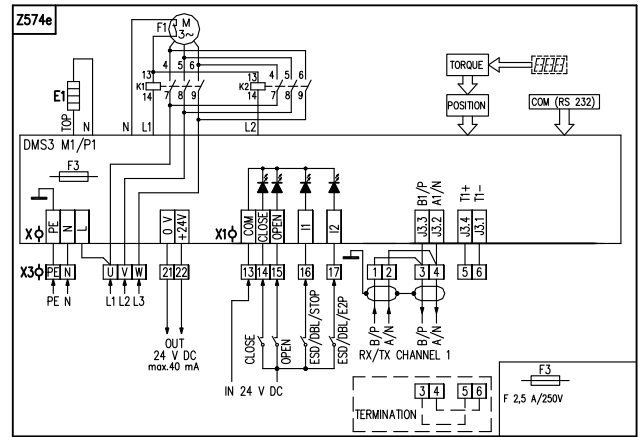 Z574e
F1
M
3~
13
4 5 6
13
4 5 6
K1
14
7 8 9
K2
14
7 8 9
E1
TOP
N
N
L1
L2
TORQUE
POSITION
COM (RS 232)
DMS3 M1/P1
F3
X
PE
N
L
0 V
+24V
X1
COM
CLOSE
OPEN
I1
I2
J3.3
J3.2
B1/P
A1/N
J3.4
J3.1
T1+
T1-
X3
PE N
U V W
21 22
13 14 15
16
17
1 2
3 4
5 6
PE N
L1 L2 L3
OUT
24 V DC
max.40 mA
CLOSE
OPEN
ESD/DBL/STOP
ESD/DBL/E2P
B/P
A/N
B/P
A/N
RX/TX CHANNEL 1
IN 24 V DC
TERMINATION
3 4
5 6
F3
F 2,5 A/250V